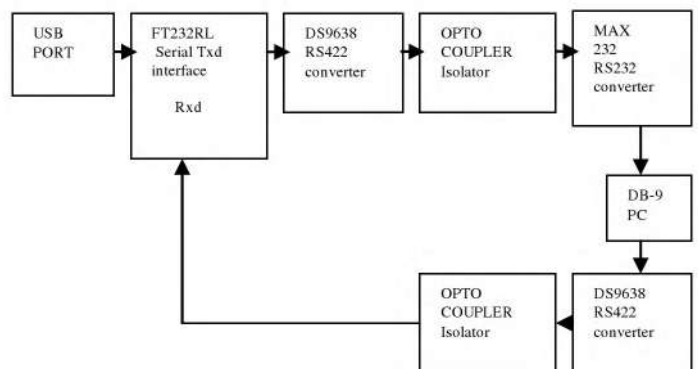 USB
PORT
FT232RL
Serial Txd
interface
Rxd
DS9638
RS422
converter
OPTO
COUPLER
Isolator
MAX
232
RS232
converter
DB-9
PC
OPTO
COUPLER
Isolator
DS9638
RS422
converter